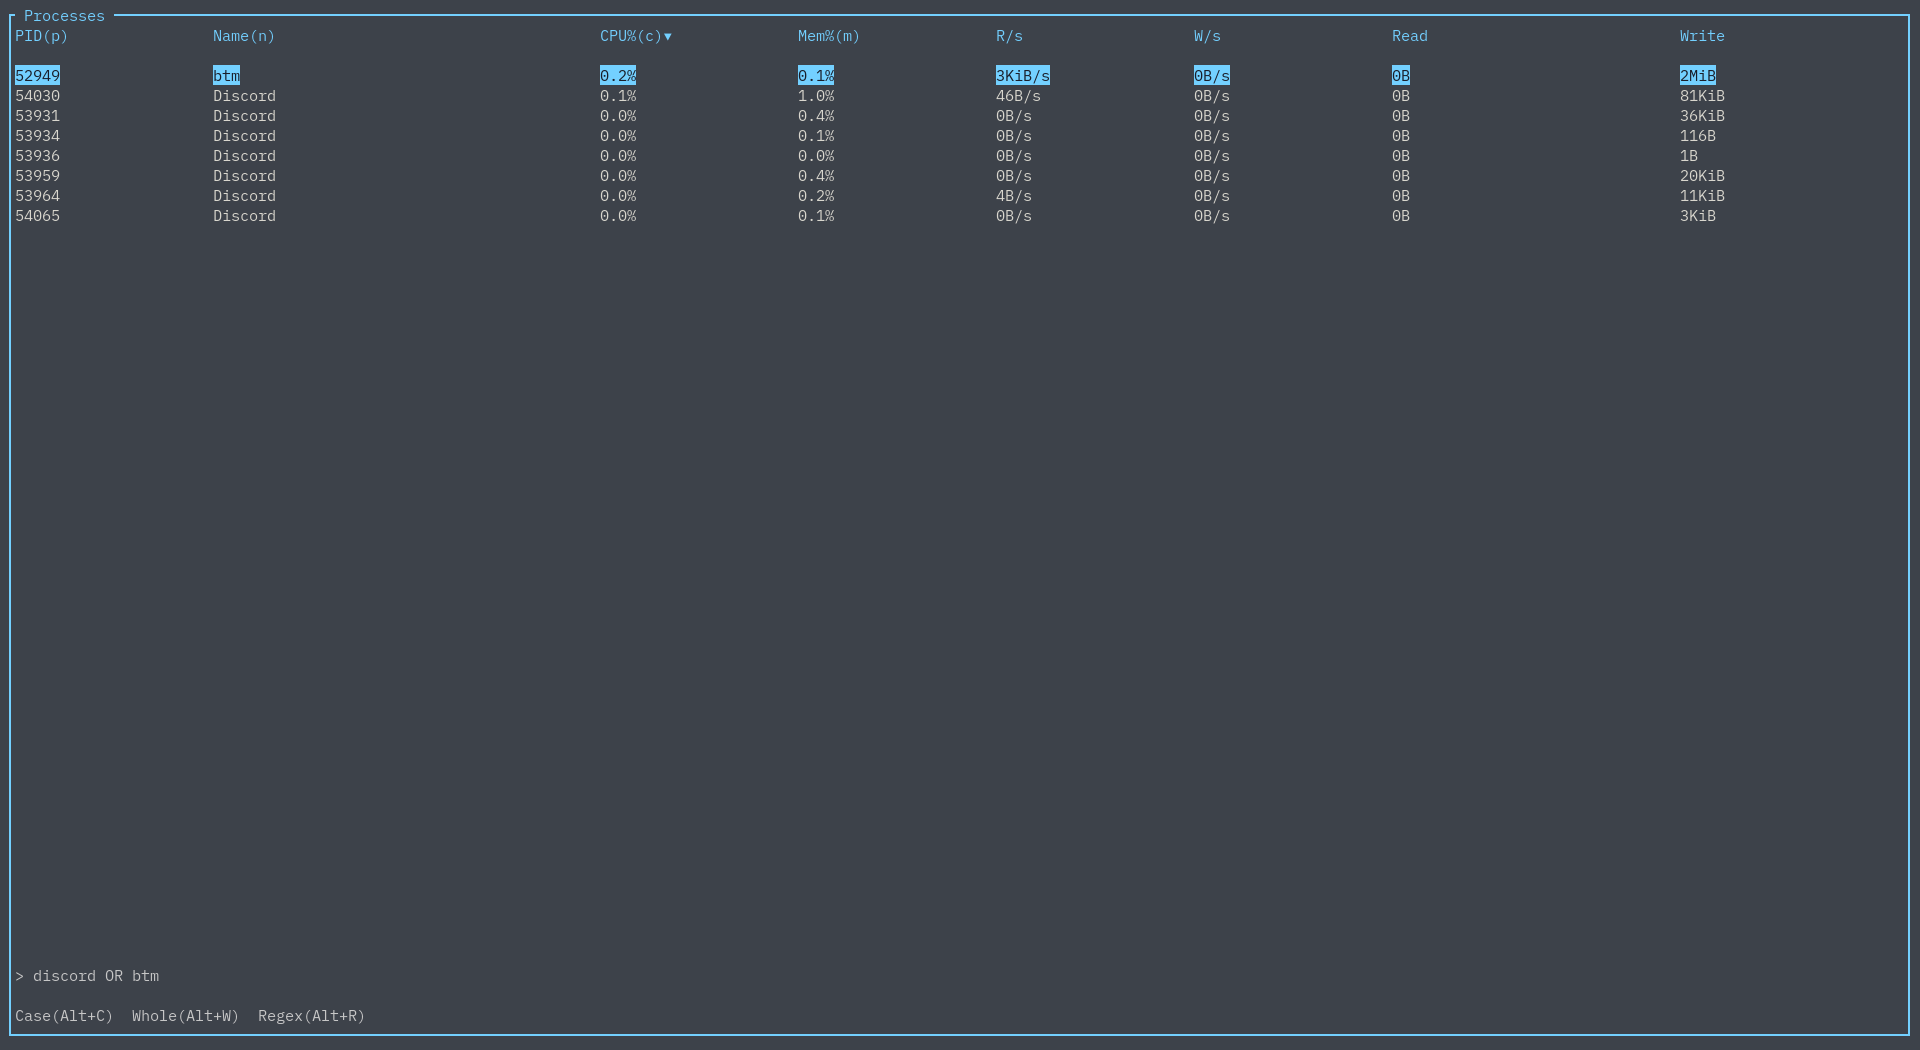 Processes
PID(p) Name(n) CPU%(c)▼ Mem%(m) R/s W/s Read Write
52949 btm 0.2% 0.1% 3KiB/s 0B/s 0B 2MiB
54030 Discord 0.1% 1.0% 46B/s 0B/s 0B 81KiB
53931 Discord 0.0% 0.4% 0B/s 0B/s 0B 36KiB
53934 Discord 0.0% 0.1% 0B/s 0B/s 0B 116B
53936 Discord 0.0% 0.0% 0B/s 0B/s 0B 1B
53959 Discord 0.0% 0.4% 0B/s 0B/s 0B 20KiB
53964 Discord 0.0% 0.2% 4B/s 0B/s 0B 11KiB
54065 Discord 0.0% 0.1% 0B/s 0B/s 0B 3KiB
> discord OR btm
Case(Alt+C) Whole(Alt+W) Regex(Alt+R)